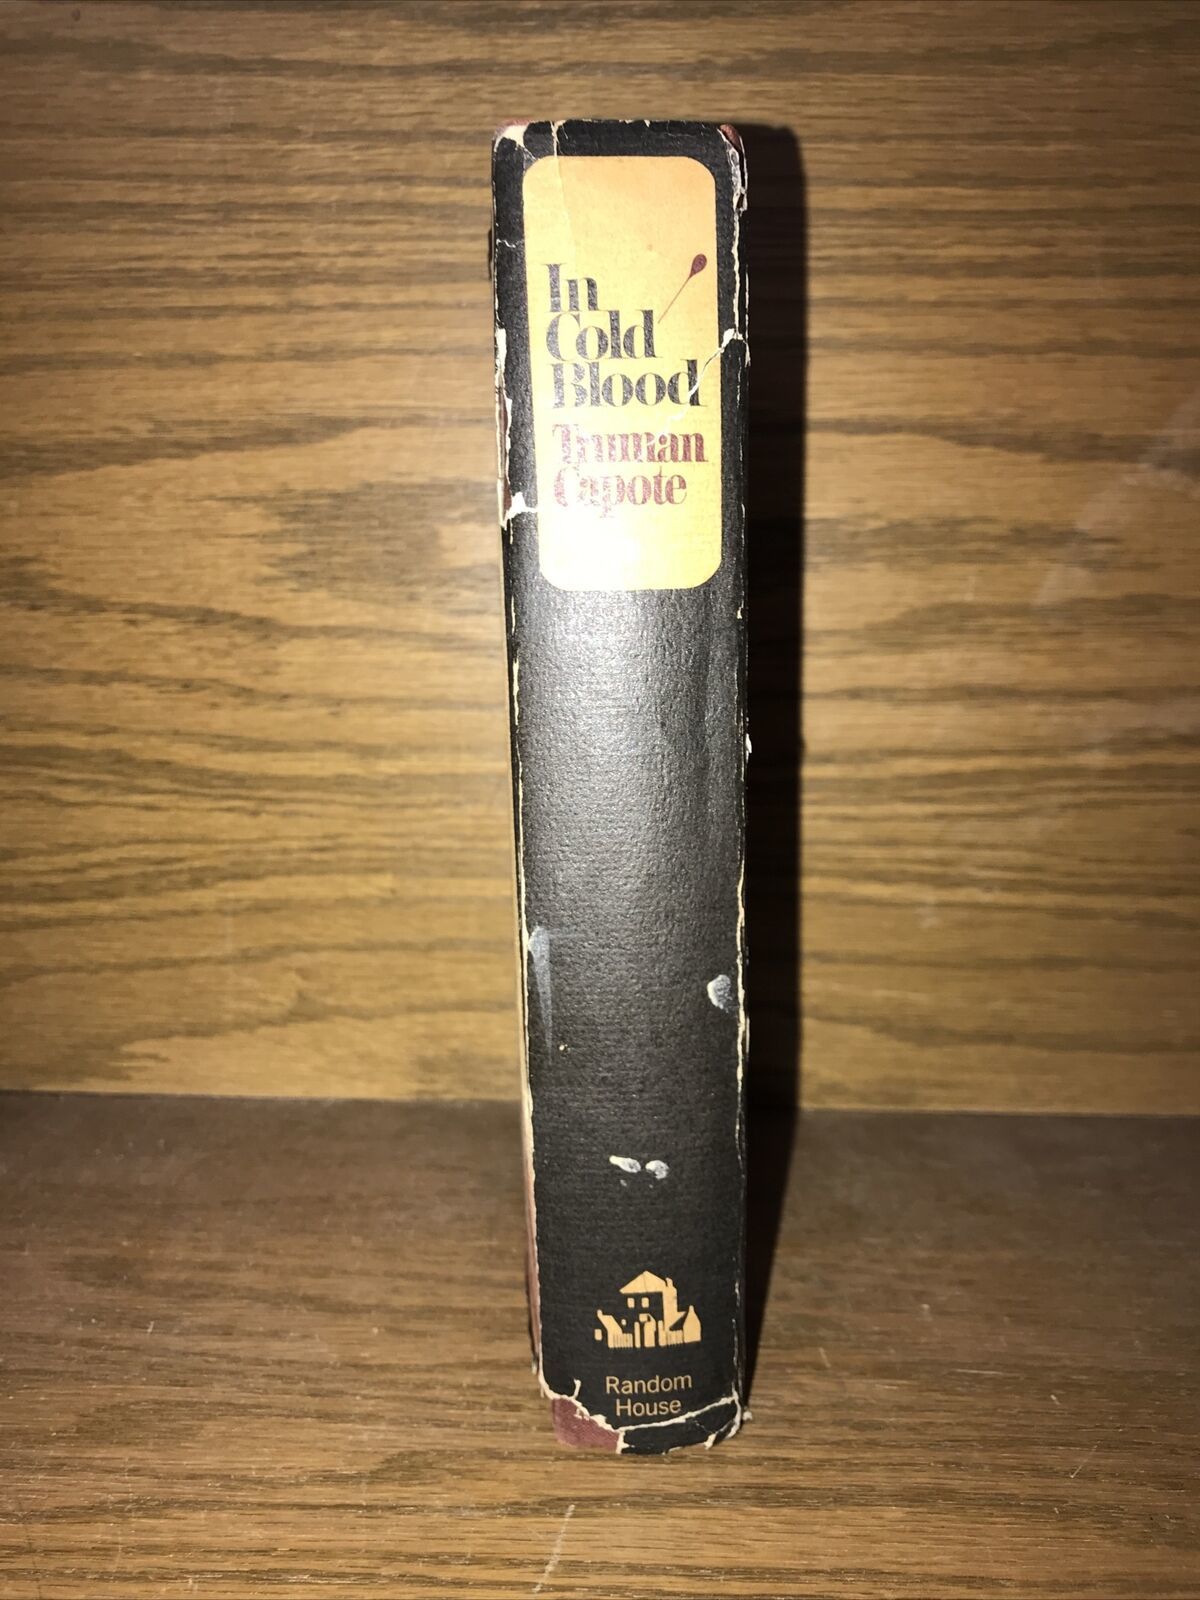 In
Cold
Blood
Truman
Capote
Random
House